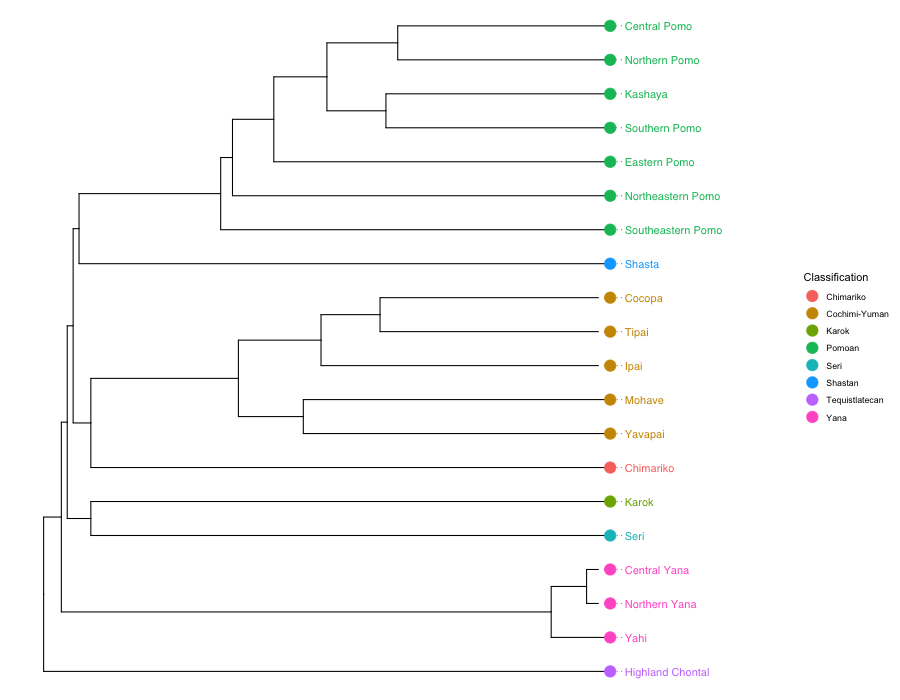 Central Pomo
Northern Pomo
Kashaya
Southern Pomo
Eastern Pomo
Northeastern Pomo
Southeastern Pomo
Shasta
Cocopa
Tipai
Ipai
Mohave
Yavapai
Chimariko
Karok
Seri
Central Yana
Northern Yana
Yahi
Highland Chontal
Classification
Chimariko
Cochimi-Yuman
Karok
Pomoan
Seri
Shastan
Tequistlatecan
Yana